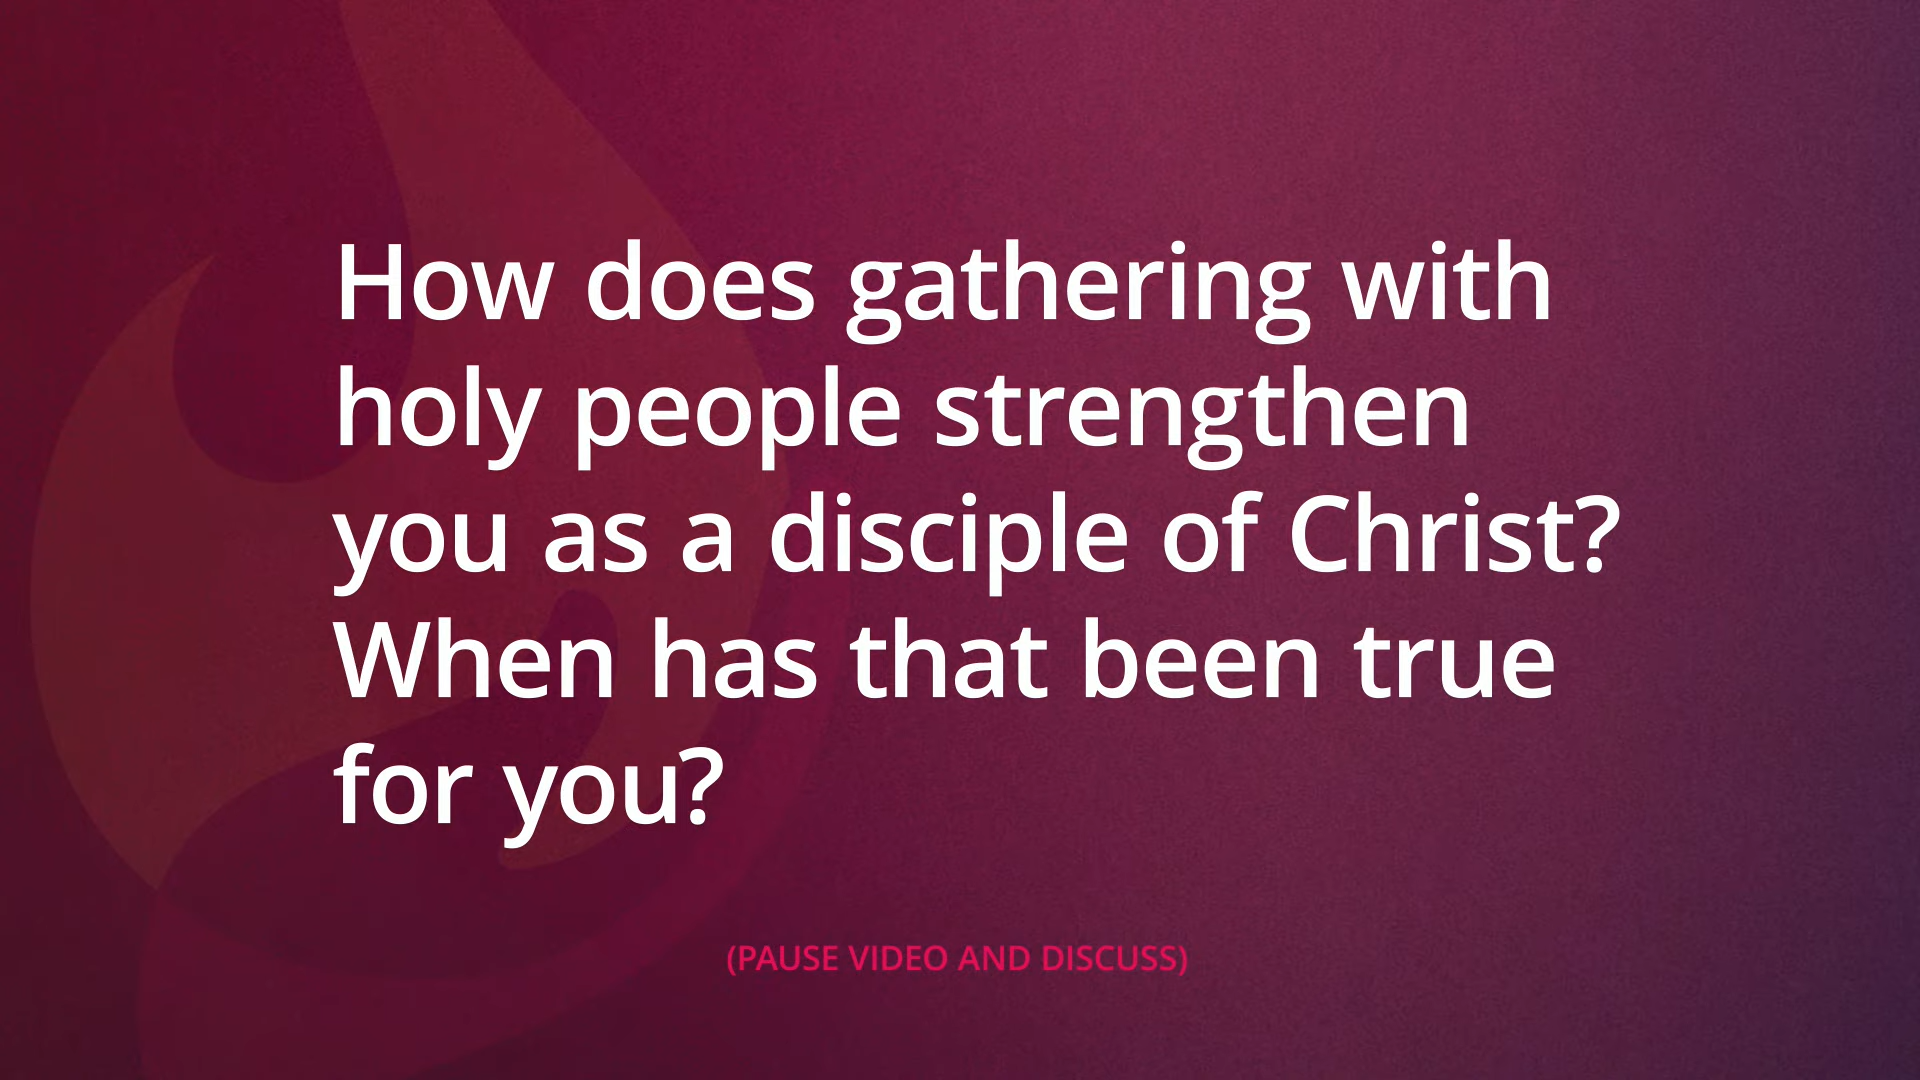 How does gathering with
holy people strengthen
you as a disciple of Christ?
When has that been true
for you?
(PAUSE VIDEO AND DISCUSS)